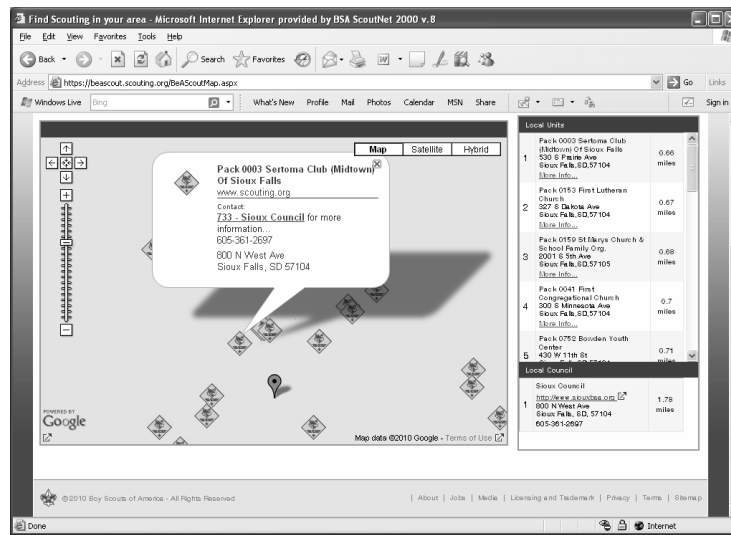 Find Scouting in your area - Microsoft Internet Explorer provided by BSA ScoutNet 2000 v.8
File Edit View Favorites Tools Help
Back Search Favorites
Address https://beascout.scouting.org/BeAScoutMap.aspx Go Links
Windows Live Bing What's New Profile Mail Photos Calendar MSN Share Sign in
Map Satellite Hybrid
Pack 0003 Sertoma Club (Midtown)
Of Sioux Falls
www.scouting.org
Contact:
733 - Sioux Council for more
information...
605-361-2697
800 N West Ave
Sioux Falls, SD 57104
POWERED BY
Google
Map data ©2010 Google - Terms of Use
Local Units
Pack 0003 Sertoma Club
(Midtown) Of Sioux Falls
1 530 S Prairie Ave 0.66
Sioux Falls,SD,57104 miles
More Info...
Pack 0153 First Lutheran
Church
2 327 S Dakota Ave 0.67
Sioux Falls,SD,57104 miles
More Info...
Pack 0159 St Marys Church &
School Family Org.
3 2001 S 5th Ave 0.68
Sioux Falls,SD,57105 miles
More Info...
Pack 0041 First
Congregational Church
4 300 S Minnesota Ave 0.7
Sioux Falls,SD,57104 miles
More Info...
Pack 0752 Bowden Youth
Center
5 430 W 11th St 0.71
Sioux Falls,SD,57104 miles
Local Council
Sioux Council
http://www.siouxbsa.org
1 800 N West Ave 1.78
Sioux Falls, SD, 57104 miles
605-361-2697
©2010 Boy Scouts of America - All Rights Reserved | About | Jobs | Media | Licensing and Trademark | Privacy | Terms | Sitemap
Done Internet